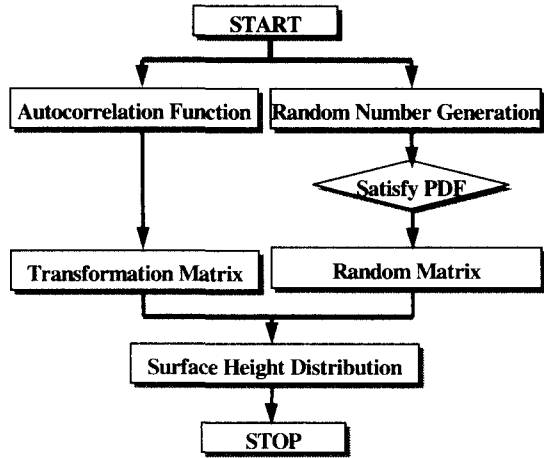 START
Autocorrelation Function
Random Number Generation
Satisfy PDF
Transformation Matrix
Random Matrix
Surface Height Distribution
STOP